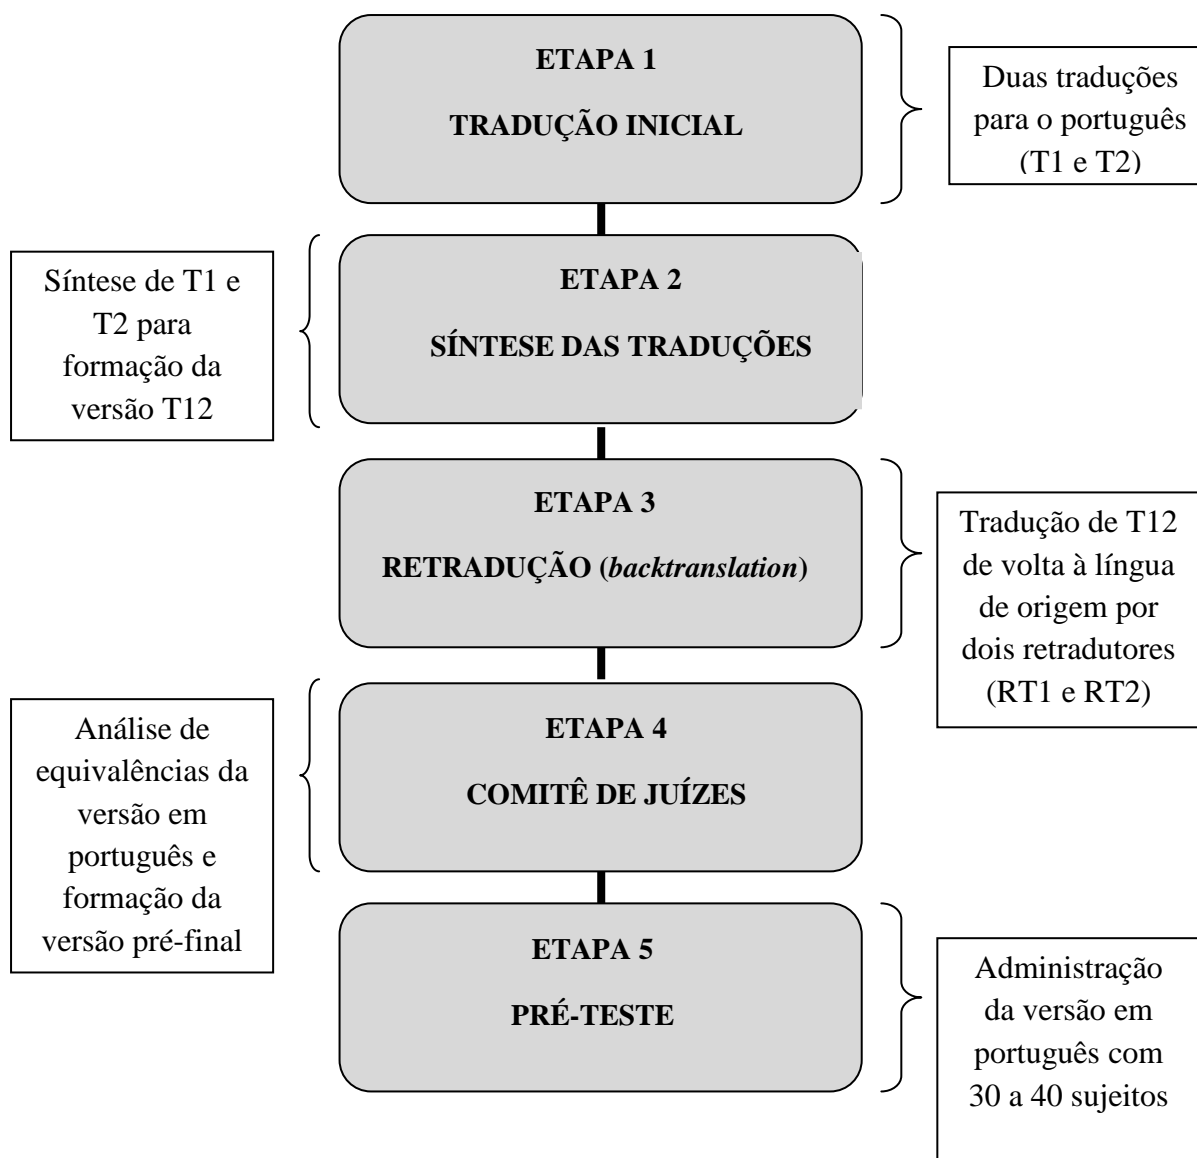 ETAPA 1
TRADUÇÃO INICIAL
Duas traduções
para o português
(T1 e T2)
ETAPA 2
SÍNTESE DAS TRADUÇÕES
Síntese de T1 e
T2 para
formação da
versão T12
ETAPA 3
RETRADUÇÃO (backtranslation)
Tradução de T12
de volta à língua
de origem por
dois retradutores
(RT1 e RT2)
ETAPA 4
COMITÊ DE JUÍZES
Análise de
equivalências da
versão em
português e
formação da
versão pré-final
ETAPA 5
PRÉ-TESTE
Administração
da versão em
português com
30 a 40 sujeitos